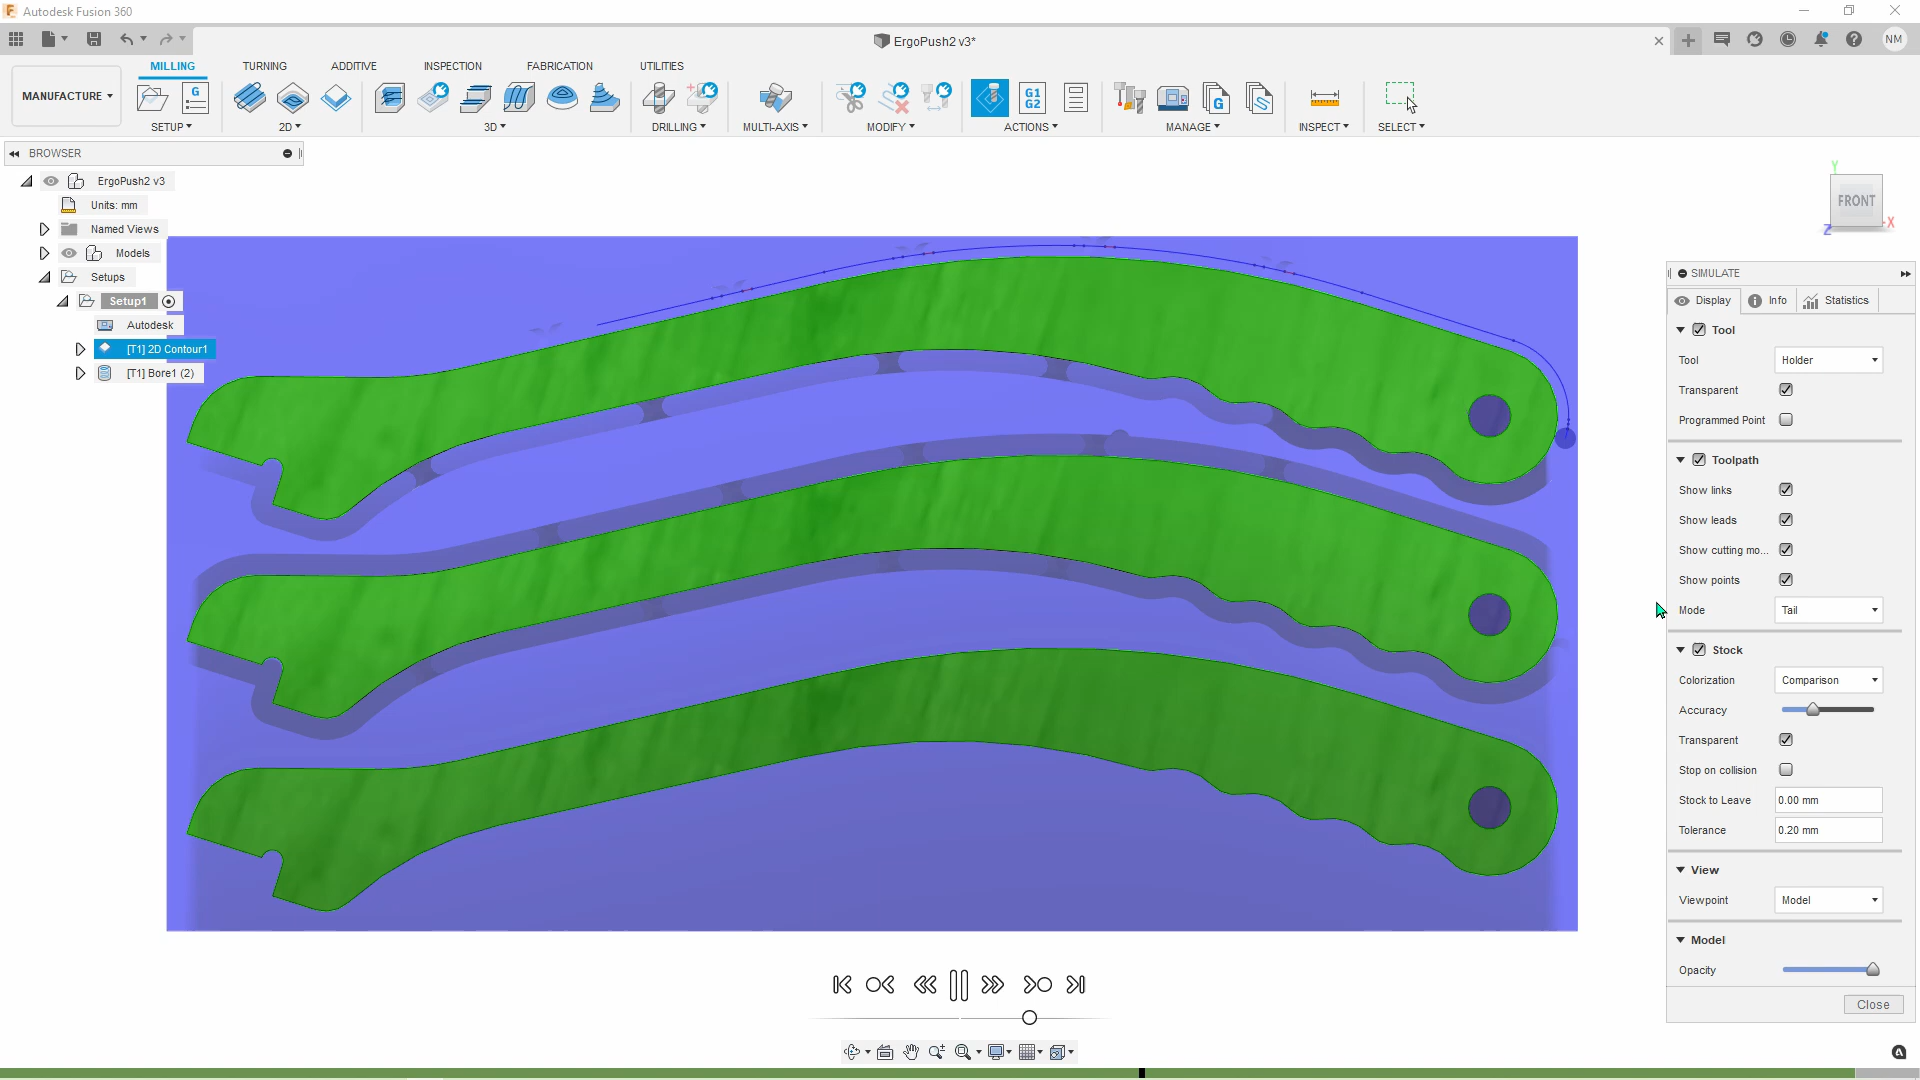 Autodesk Fusion 360
ErgoPush2 v3*
NM
MANUFACTURE
MILLING
TURNING
ADDITIVE
INSPECTION
FABRICATION
UTILITIES
G
G1
G2
G
SETUP
2D
3D
DRILLING
MULTI-AXIS
MODIFY
ACTIONS
MANAGE
INSPECT
SELECT
BROWSER
ErgoPush2 v3
Units: mm
Named Views
Models
Setups
Setup1
Autodesk
[T1] 2D Contour1
[T1] Bore1 (2)
Y
FRONT
Z
-X
SIMULATE
Display
Info
Statistics
Tool
Tool Holder
Transparent
Programmed Point
Toolpath
Show links
Show leads
Show cutting mo...
Show points
Mode Tail
Stock
Colorization Comparison
Accuracy
Transparent
Stop on collision
Stock to Leave 0.00 mm
Tolerance 0.20 mm
View
Viewpoint Model
Model
Opacity
Close